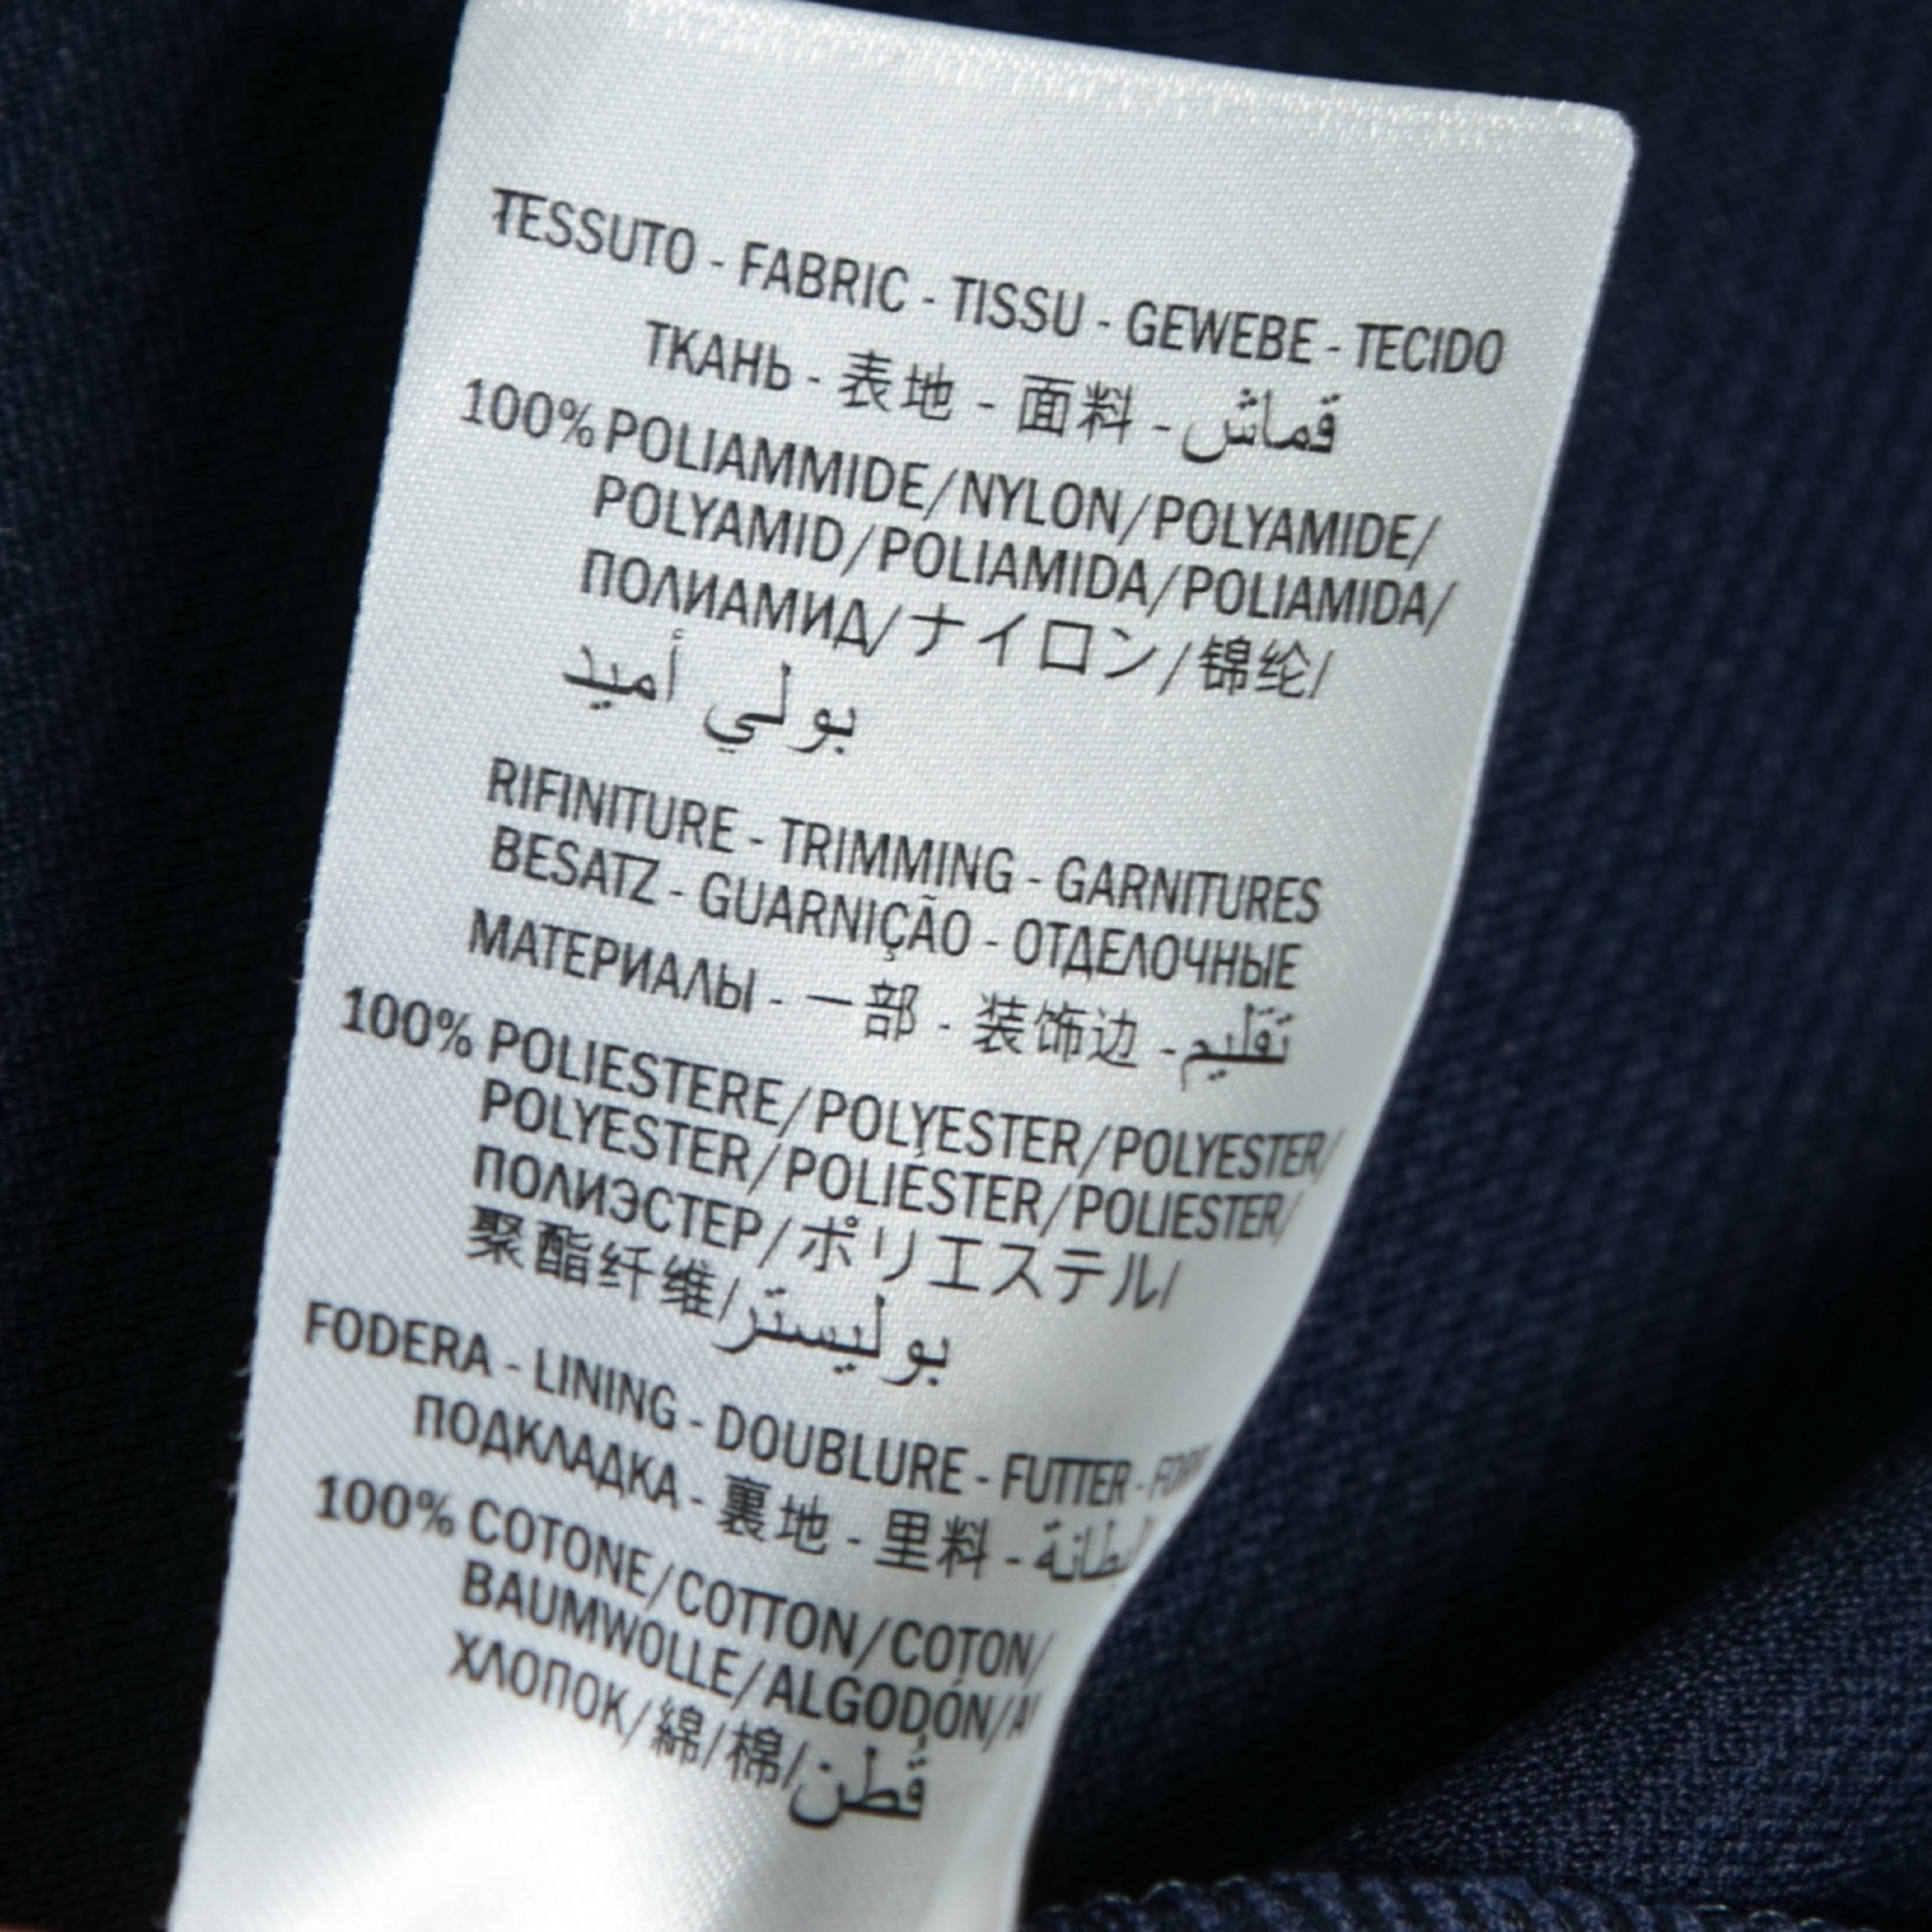 TESSUTO - FABRIC - TISSU - GEWEBE - TECIDO
ТКАНЬ - 表地 - 面料 - قماش
100% POLIAMMIDE/NYLON/POLYAMIDE/
POLYAMID/POLIAMIDA/POLIAMIDA/
ПОЛИАМИД/ナイロン/锦纶/
بولي أميد
RIFINITURE - TRIMMING - GARNITURES
BESATZ - GUARNIÇÃO - ОТДЕЛОЧНЫЕ
МАТЕРИАЛЫ - 一部 - 装饰边 - تقليم
100% POLIESTERE/POLYESTER/POLYESTER/
POLYESTER/POLIÉSTER/POLIESTER/
ПОЛИЭСТЕР/ポリエステル/
聚酯纤维/بوليستر
FODERA - LINING - DOUBLURE - FUTTER -
ПОДКЛАДКА - 裏地 - 里料 -
100% COTONE/COTTON/COTON/
BAUMWOLLE/ALGODÓN/
ХЛОПОК/綿/棉/قطن